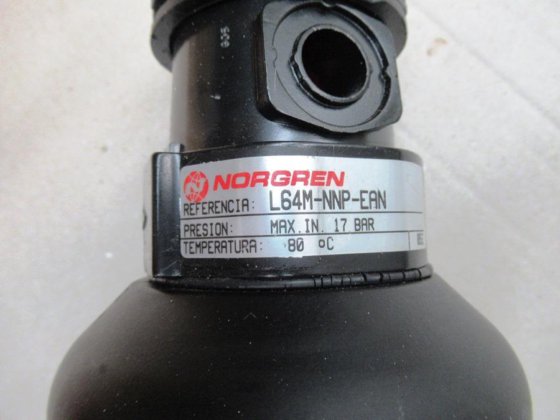 NORGREN
REFERENCIA: L64M-NNP-EAN
PRESION: MAX.IN. 17 BAR
TEMPERATURA: 80 ºC